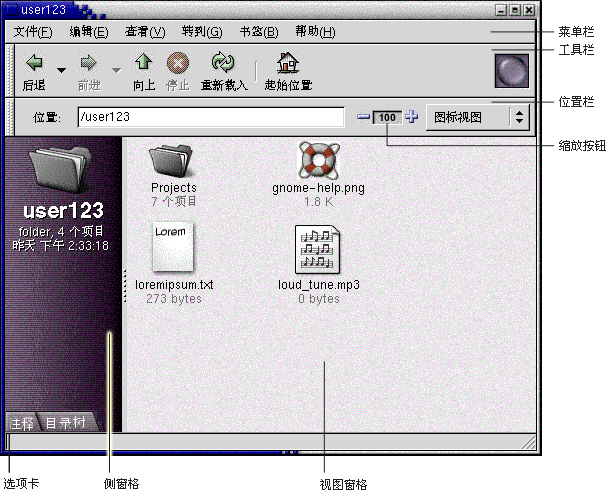 user123
文件(F) 编辑(E) 查看(V) 转到(G) 书签(B) 帮助(H)
菜单栏
工具栏
后退 前进 向上 停止 重新载入 起始位置
位置栏
位置: /user123 100 图标视图
缩放按钮
Projects
7 个项目
gnome-help.png
1.8 K
user123
folder, 4 个项目
昨天 下午 2:33:18
Lorem
loremipsum.txt
273 bytes
loud_tune.mp3
0 bytes
注释 目录树
选项卡 侧窗格 视图窗格